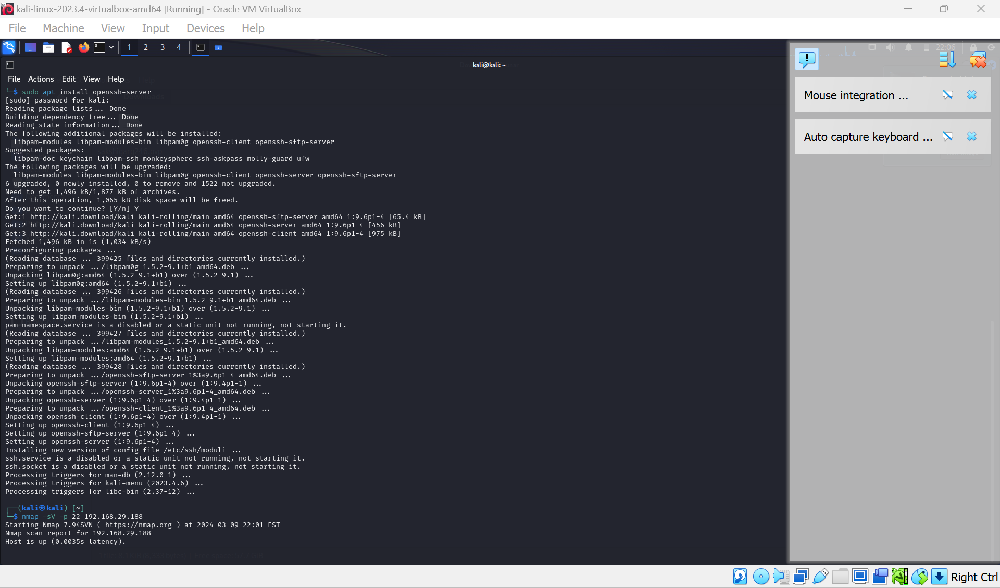 kali-linux-2023.4-virtualbox-amd64 [Running] - Oracle VM VirtualBox
File Machine View Input Devices Help
1 2 3 4
22:06
kali@kali: ~
File Actions Edit View Help
└─$ sudo apt install openssh-server
[sudo] password for kali:
Reading package lists... Done
Building dependency tree... Done
Reading state information... Done
The following additional packages will be installed:
libpam-modules libpam-modules-bin libpam0g openssh-client openssh-sftp-server
Suggested packages:
libpam-doc keychain libpam-ssh monkeysphere ssh-askpass molly-guard ufw
The following packages will be upgraded:
libpam-modules libpam-modules-bin libpam0g openssh-client openssh-server openssh-sftp-server
6 upgraded, 0 newly installed, 0 to remove and 1522 not upgraded.
Need to get 1,496 kB/1,877 kB of archives.
After this operation, 1,065 kB disk space will be freed.
Do you want to continue? [Y/n] Y
Get:1 http://kali.download/kali kali-rolling/main amd64 openssh-sftp-server amd64 1:9.6p1-4 [65.4 kB]
Get:2 http://kali.download/kali kali-rolling/main amd64 openssh-server amd64 1:9.6p1-4 [456 kB]
Get:3 http://kali.download/kali kali-rolling/main amd64 openssh-client amd64 1:9.6p1-4 [975 kB]
Fetched 1,496 kB in 1s (1,034 kB/s)
Preconfiguring packages ...
(Reading database ... 399425 files and directories currently installed.)
Preparing to unpack .../libpam0g_1.5.2-9.1+b1_amd64.deb ...
Unpacking libpam0g:amd64 (1.5.2-9.1+b1) over (1.5.2-9.1) ...
Setting up libpam0g:amd64 (1.5.2-9.1+b1) ...
(Reading database ... 399426 files and directories currently installed.)
Preparing to unpack .../libpam-modules-bin_1.5.2-9.1+b1_amd64.deb ...
Unpacking libpam-modules-bin (1.5.2-9.1+b1) over (1.5.2-9.1) ...
Setting up libpam-modules-bin (1.5.2-9.1+b1) ...
pam_namespace.service is a disabled or a static unit not running, not starting it.
(Reading database ... 399427 files and directories currently installed.)
Preparing to unpack .../libpam-modules_1.5.2-9.1+b1_amd64.deb ...
Unpacking libpam-modules:amd64 (1.5.2-9.1+b1) over (1.5.2-9.1) ...
Setting up libpam-modules:amd64 (1.5.2-9.1+b1) ...
(Reading database ... 399428 files and directories currently installed.)
Preparing to unpack .../openssh-sftp-server_1%3a9.6p1-4_amd64.deb ...
Unpacking openssh-sftp-server (1:9.6p1-4) over (1:9.4p1-1) ...
Preparing to unpack .../openssh-server_1%3a9.6p1-4_amd64.deb ...
Unpacking openssh-server (1:9.6p1-4) over (1:9.4p1-1) ...
Preparing to unpack .../openssh-client_1%3a9.6p1-4_amd64.deb ...
Unpacking openssh-client (1:9.6p1-4) over (1:9.4p1-1) ...
Setting up openssh-client (1:9.6p1-4) ...
Setting up openssh-sftp-server (1:9.6p1-4) ...
Setting up openssh-server (1:9.6p1-4) ...
Installing new version of config file /etc/ssh/moduli ...
ssh.service is a disabled or a static unit not running, not starting it.
ssh.socket is a disabled or a static unit not running, not starting it.
Processing triggers for man-db (2.12.0-1) ...
Processing triggers for kali-menu (2023.4.6) ...
Processing triggers for libc-bin (2.37-12) ...
┌──(kali㉿kali)-[~]
└─$ nmap -sV -p 22 192.168.29.188
Starting Nmap 7.94SVN ( https://nmap.org ) at 2024-03-09 22:01 EST
Nmap scan report for 192.168.29.188
Host is up (0.0035s latency).
Mouse integration ...
Auto capture keyboard ...
Right Ctrl